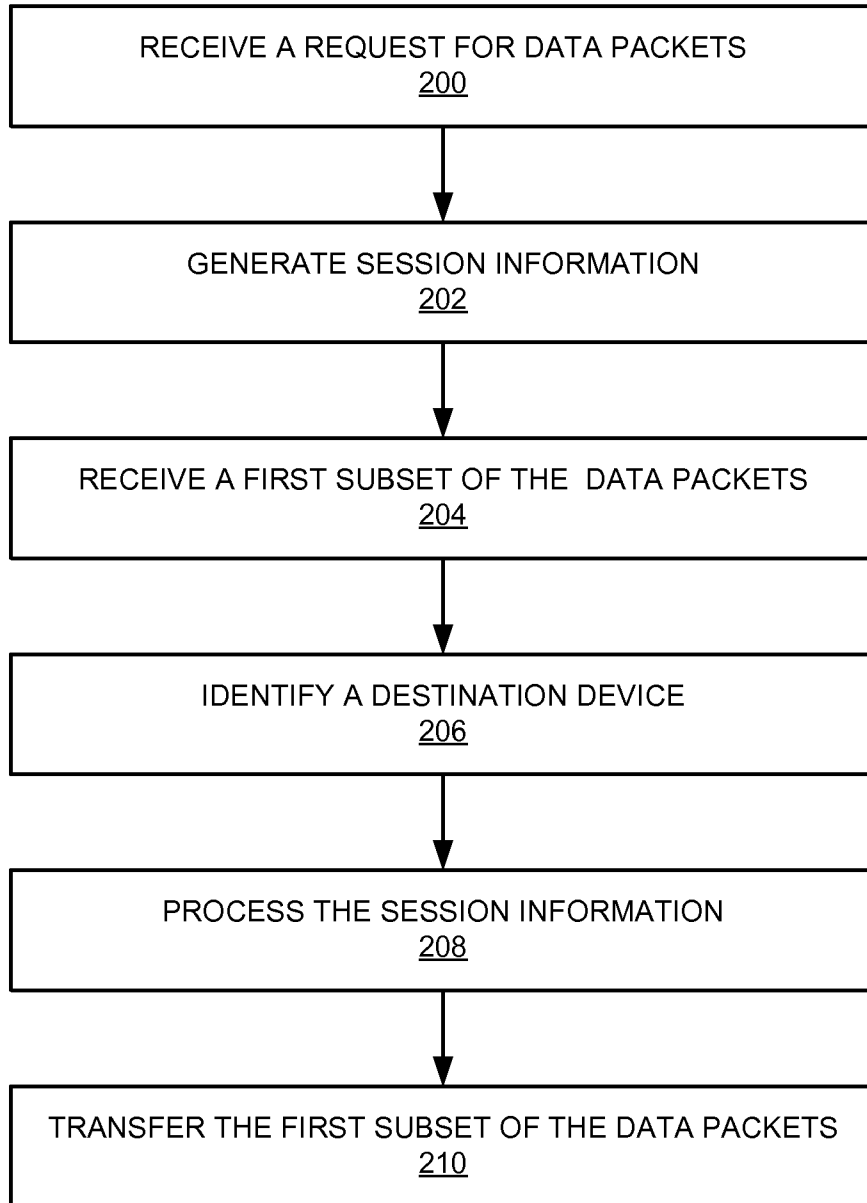 RECEIVE A REQUEST FOR DATA PACKETS
200
GENERATE SESSION INFORMATION
202
RECEIVE A FIRST SUBSET OF THE DATA PACKETS
204
IDENTIFY A DESTINATION DEVICE
206
PROCESS THE SESSION INFORMATION
208
TRANSFER THE FIRST SUBSET OF THE DATA PACKETS
210